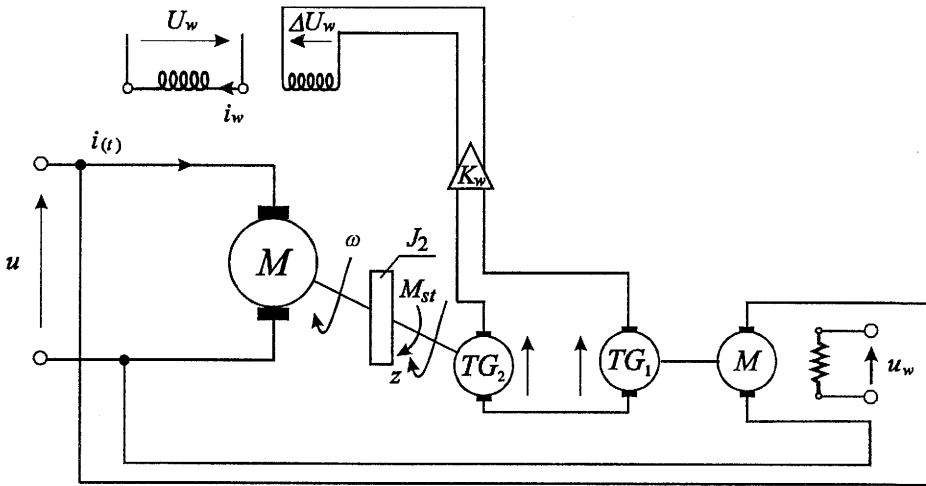 U_w
ΔU_w
i_w
i_(t)
K_w
M
ω
J_2
u
M_st
z
TG_2
TG_1
M
u_w